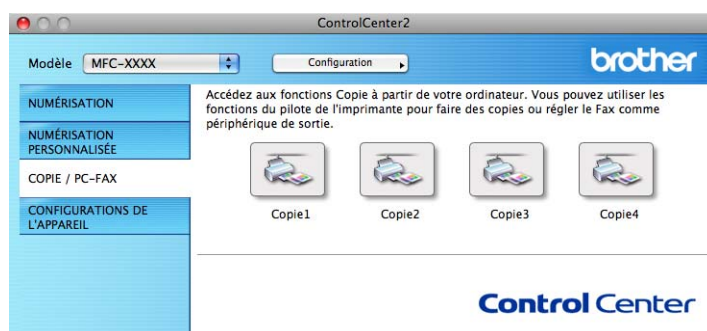 ControlCenter2
Modèle MFC-XXXX Configuration brother
NUMÉRISATION
NUMÉRISATION
PERSONNALISÉE
COPIE / PC-FAX
CONFIGURATIONS DE
L'APPAREIL
Accédez aux fonctions Copie à partir de votre ordinateur. Vous pouvez utiliser les
fonctions du pilote de l'imprimante pour faire des copies ou régler le Fax comme
périphérique de sortie.
Copie1 Copie2 Copie3 Copie4
Control Center